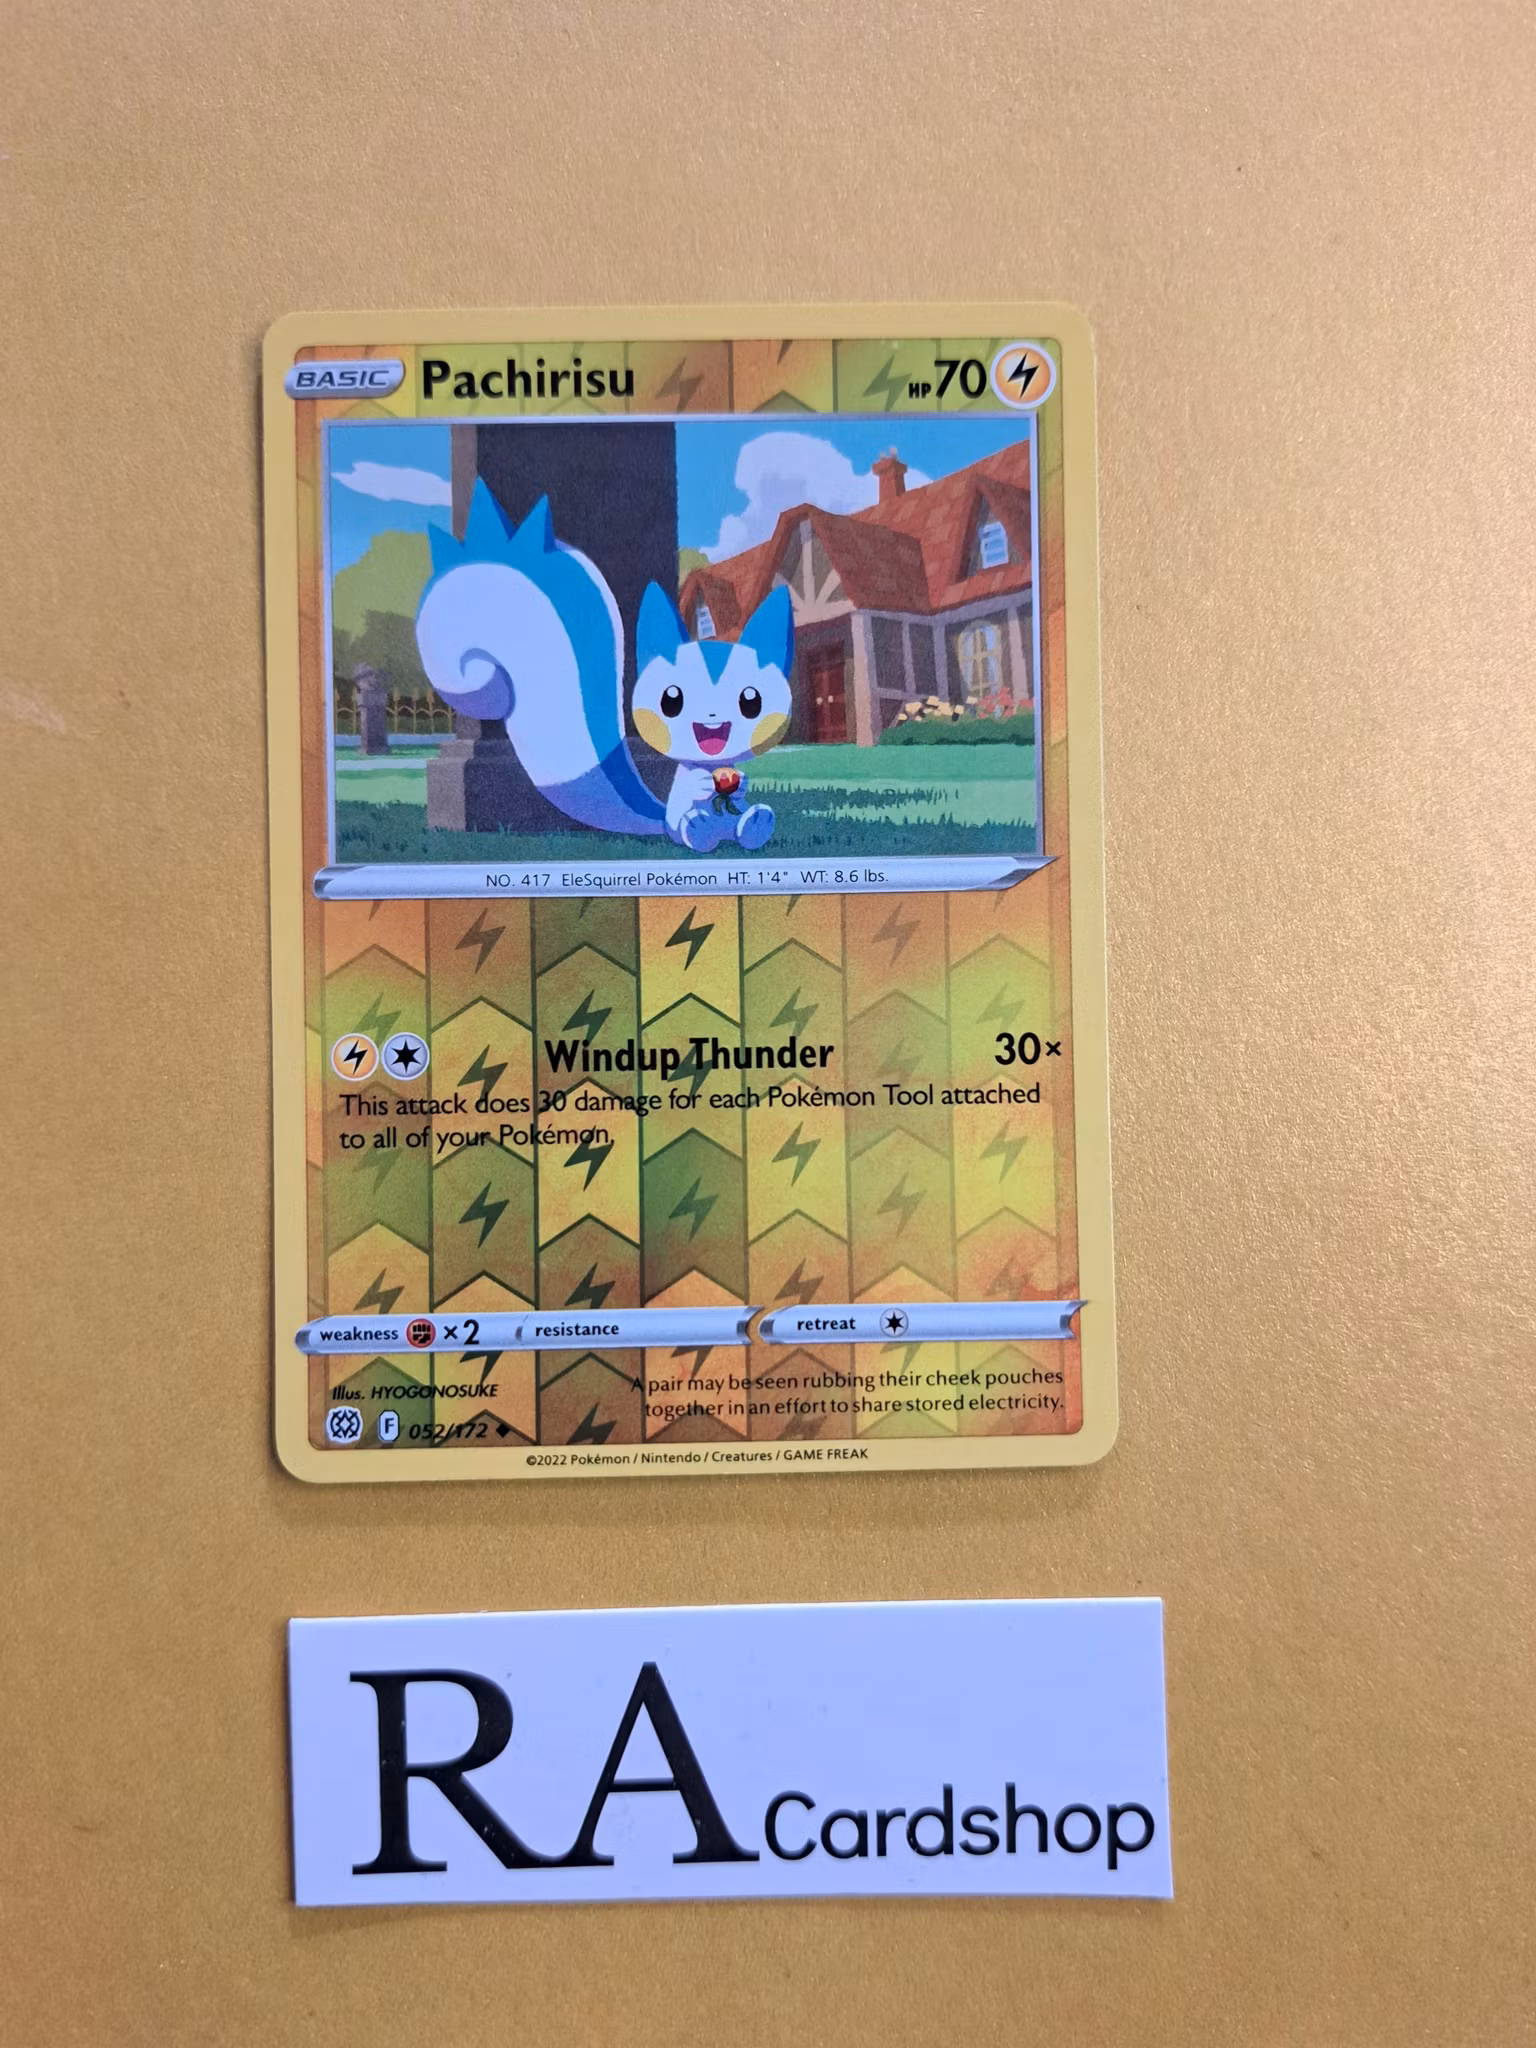 BASIC Pachirisu HP 70
NO. 417 EleSquirrel Pokémon HT: 1'4" WT: 8.6 lbs.
Windup Thunder 30×
This attack does 30 damage for each Pokémon Tool attached
to all of your Pokémon.
weakness ×2 resistance retreat
Illus. HYOGONOSUKE
A pair may be seen rubbing their cheek pouches
together in an effort to share stored electricity.
F 052/172
©2022 Pokémon / Nintendo / Creatures / GAME FREAK
RA Cardshop